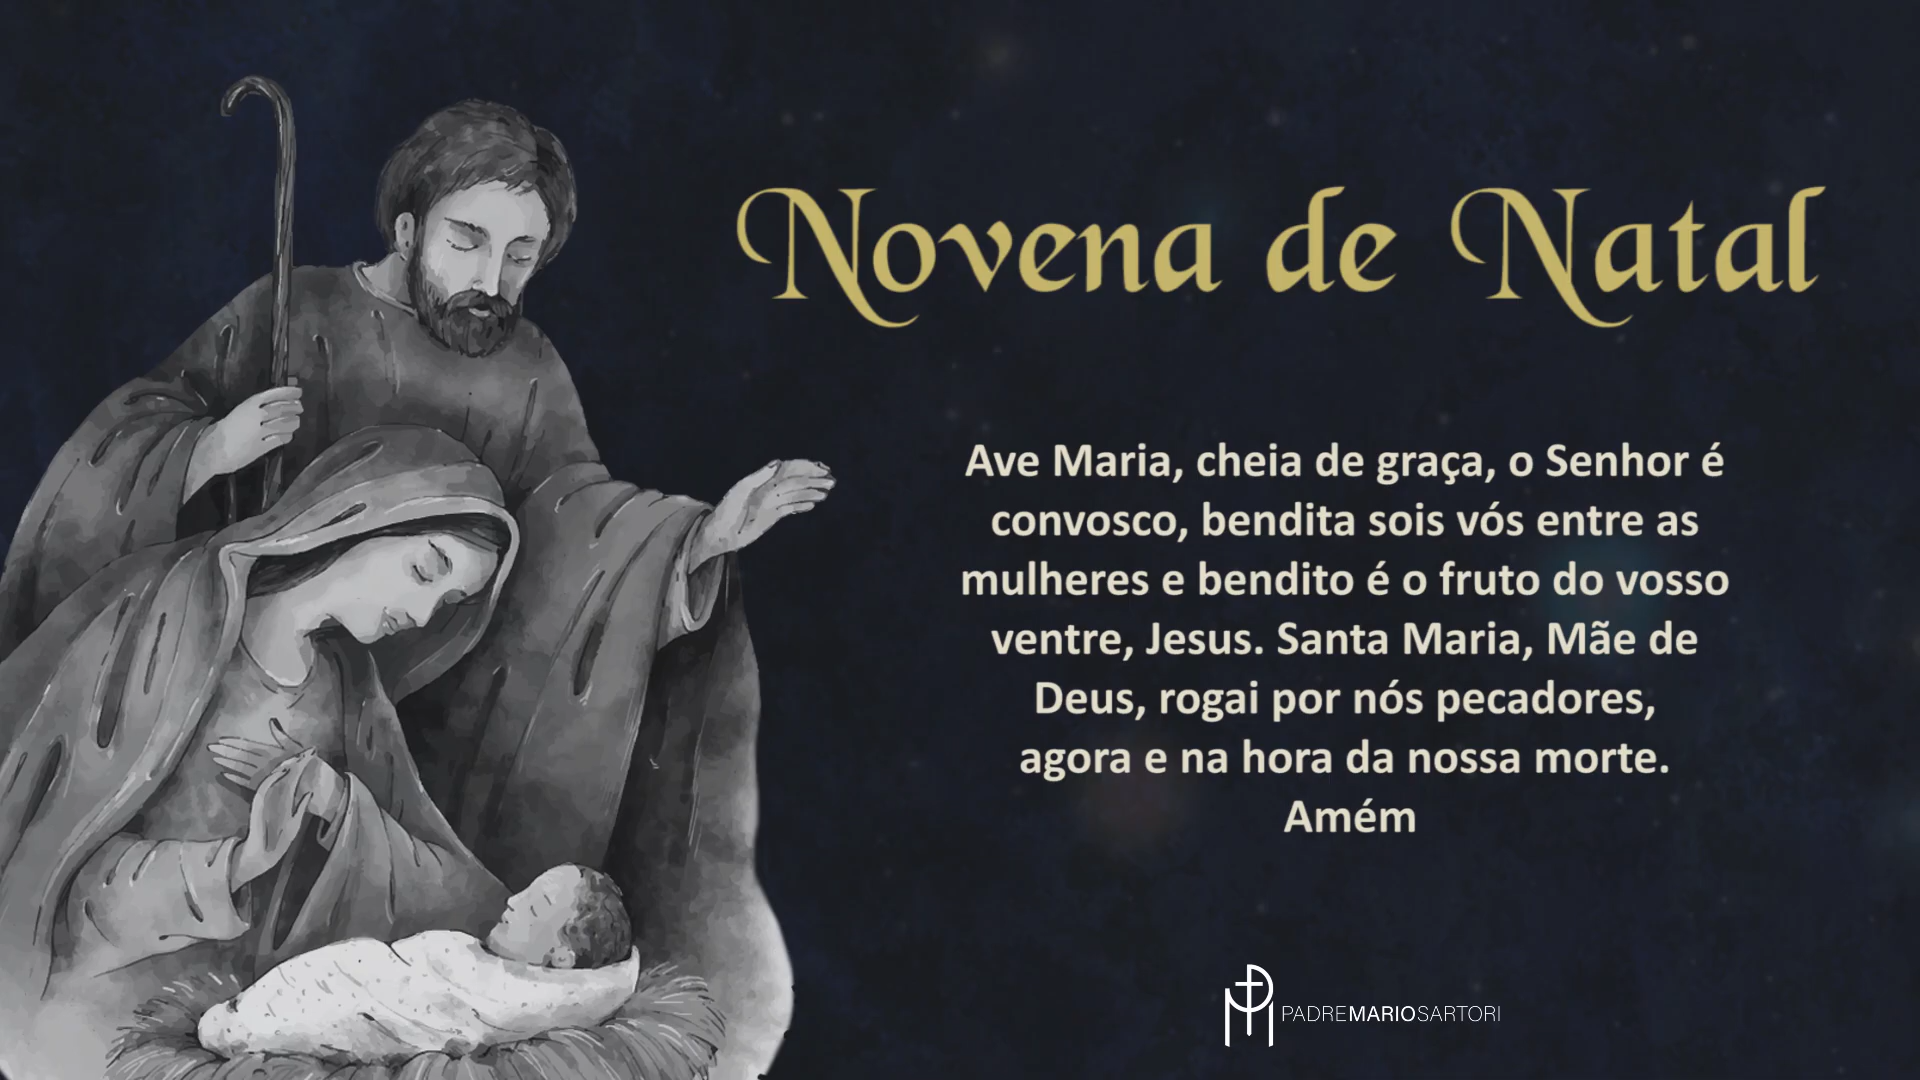 Novena de Natal
Ave Maria, cheia de graça, o Senhor é
convosco, bendita sois vós entre as
mulheres e bendito é o fruto do vosso
ventre, Jesus. Santa Maria, Mãe de
Deus, rogai por nós pecadores,
agora e na hora da nossa morte.
Amém
PADREMARIOSARTORI